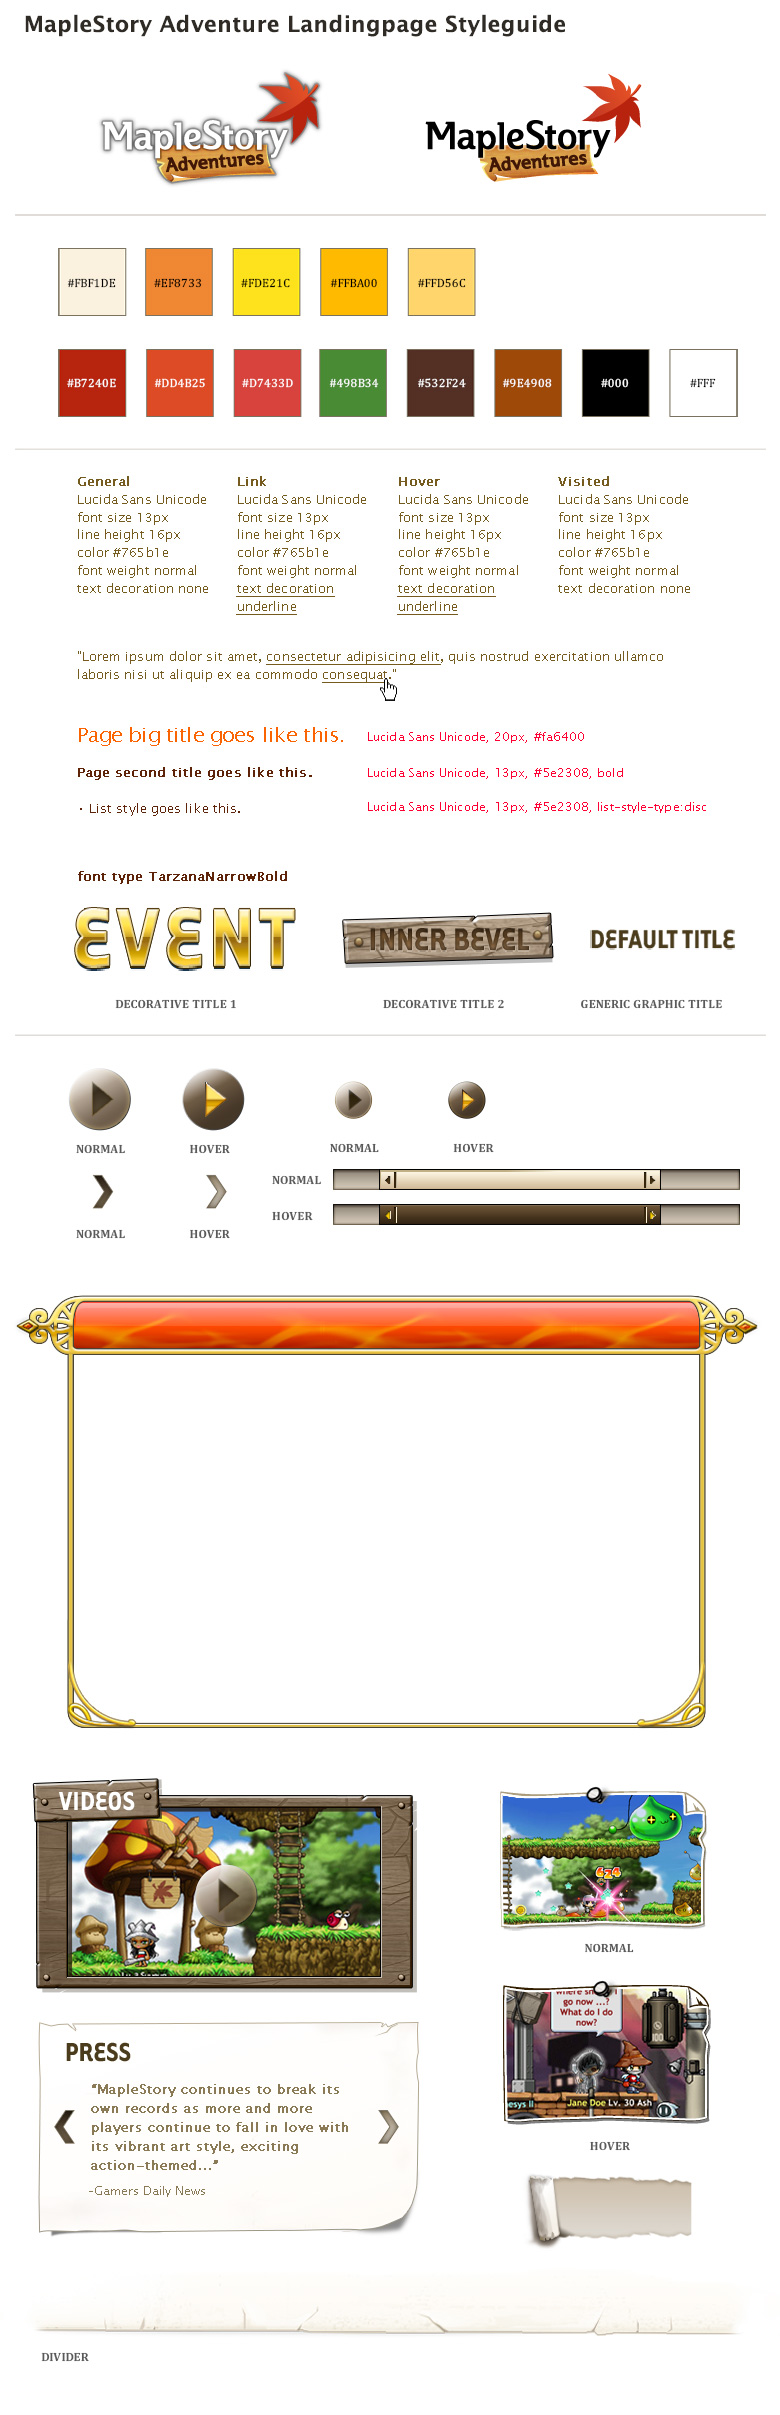 MapleStory Adventure Landingpage Styleguide
MapleStory
Adventures
MapleStory
Adventures
#FBF1DE
#EF8733
#FDE21C
#FFBA00
#FFD56C
#B7240E
#DD4B25
#D7433D
#498B34
#532F24
#9E4908
#000
#FFF
General
Lucida Sans Unicode
font size 13px
line height 16px
color #765b1e
font weight normal
text decoration none
Link
Lucida Sans Unicode
font size 13px
line height 16px
color #765b1e
font weight normal
text decoration
underline
Hover
Lucida Sans Unicode
font size 13px
line height 16px
color #765b1e
font weight normal
text decoration
underline
Visited
Lucida Sans Unicode
font size 13px
line height 16px
color #765b1e
font weight normal
text decoration none
"Lorem ipsum dolor sit amet, consectetur adipisicing elit, quis nostrud exercitation ullamco
laboris nisi ut aliquip ex ea commodo consequat."
Page big title goes like this.
Lucida Sans Unicode, 20px, #fa6400
Page second title goes like this.
Lucida Sans Unicode, 13px, #5e2308, bold
· List style goes like this.
Lucida Sans Unicode, 13px, #5e2308, list-style-type:disc
font type TarzanaNarrowBold
EVENT
INNER BEVEL
DEFAULT TITLE
DECORATIVE TITLE 1
DECORATIVE TITLE 2
GENERIC GRAPHIC TITLE
NORMAL
HOVER
NORMAL
HOVER
NORMAL
HOVER
NORMAL
HOVER
VIDEOS
624
NORMAL
go now ...?
What do I do
now?
100
esys II
Jane Doe Lv. 30 Ash
HOVER
PRESS
“MapleStory continues to break its
own records as more and more
players continue to fall in love with
its vibrant art style, exciting
action-themed...”
-Gamers Daily News
DIVIDER